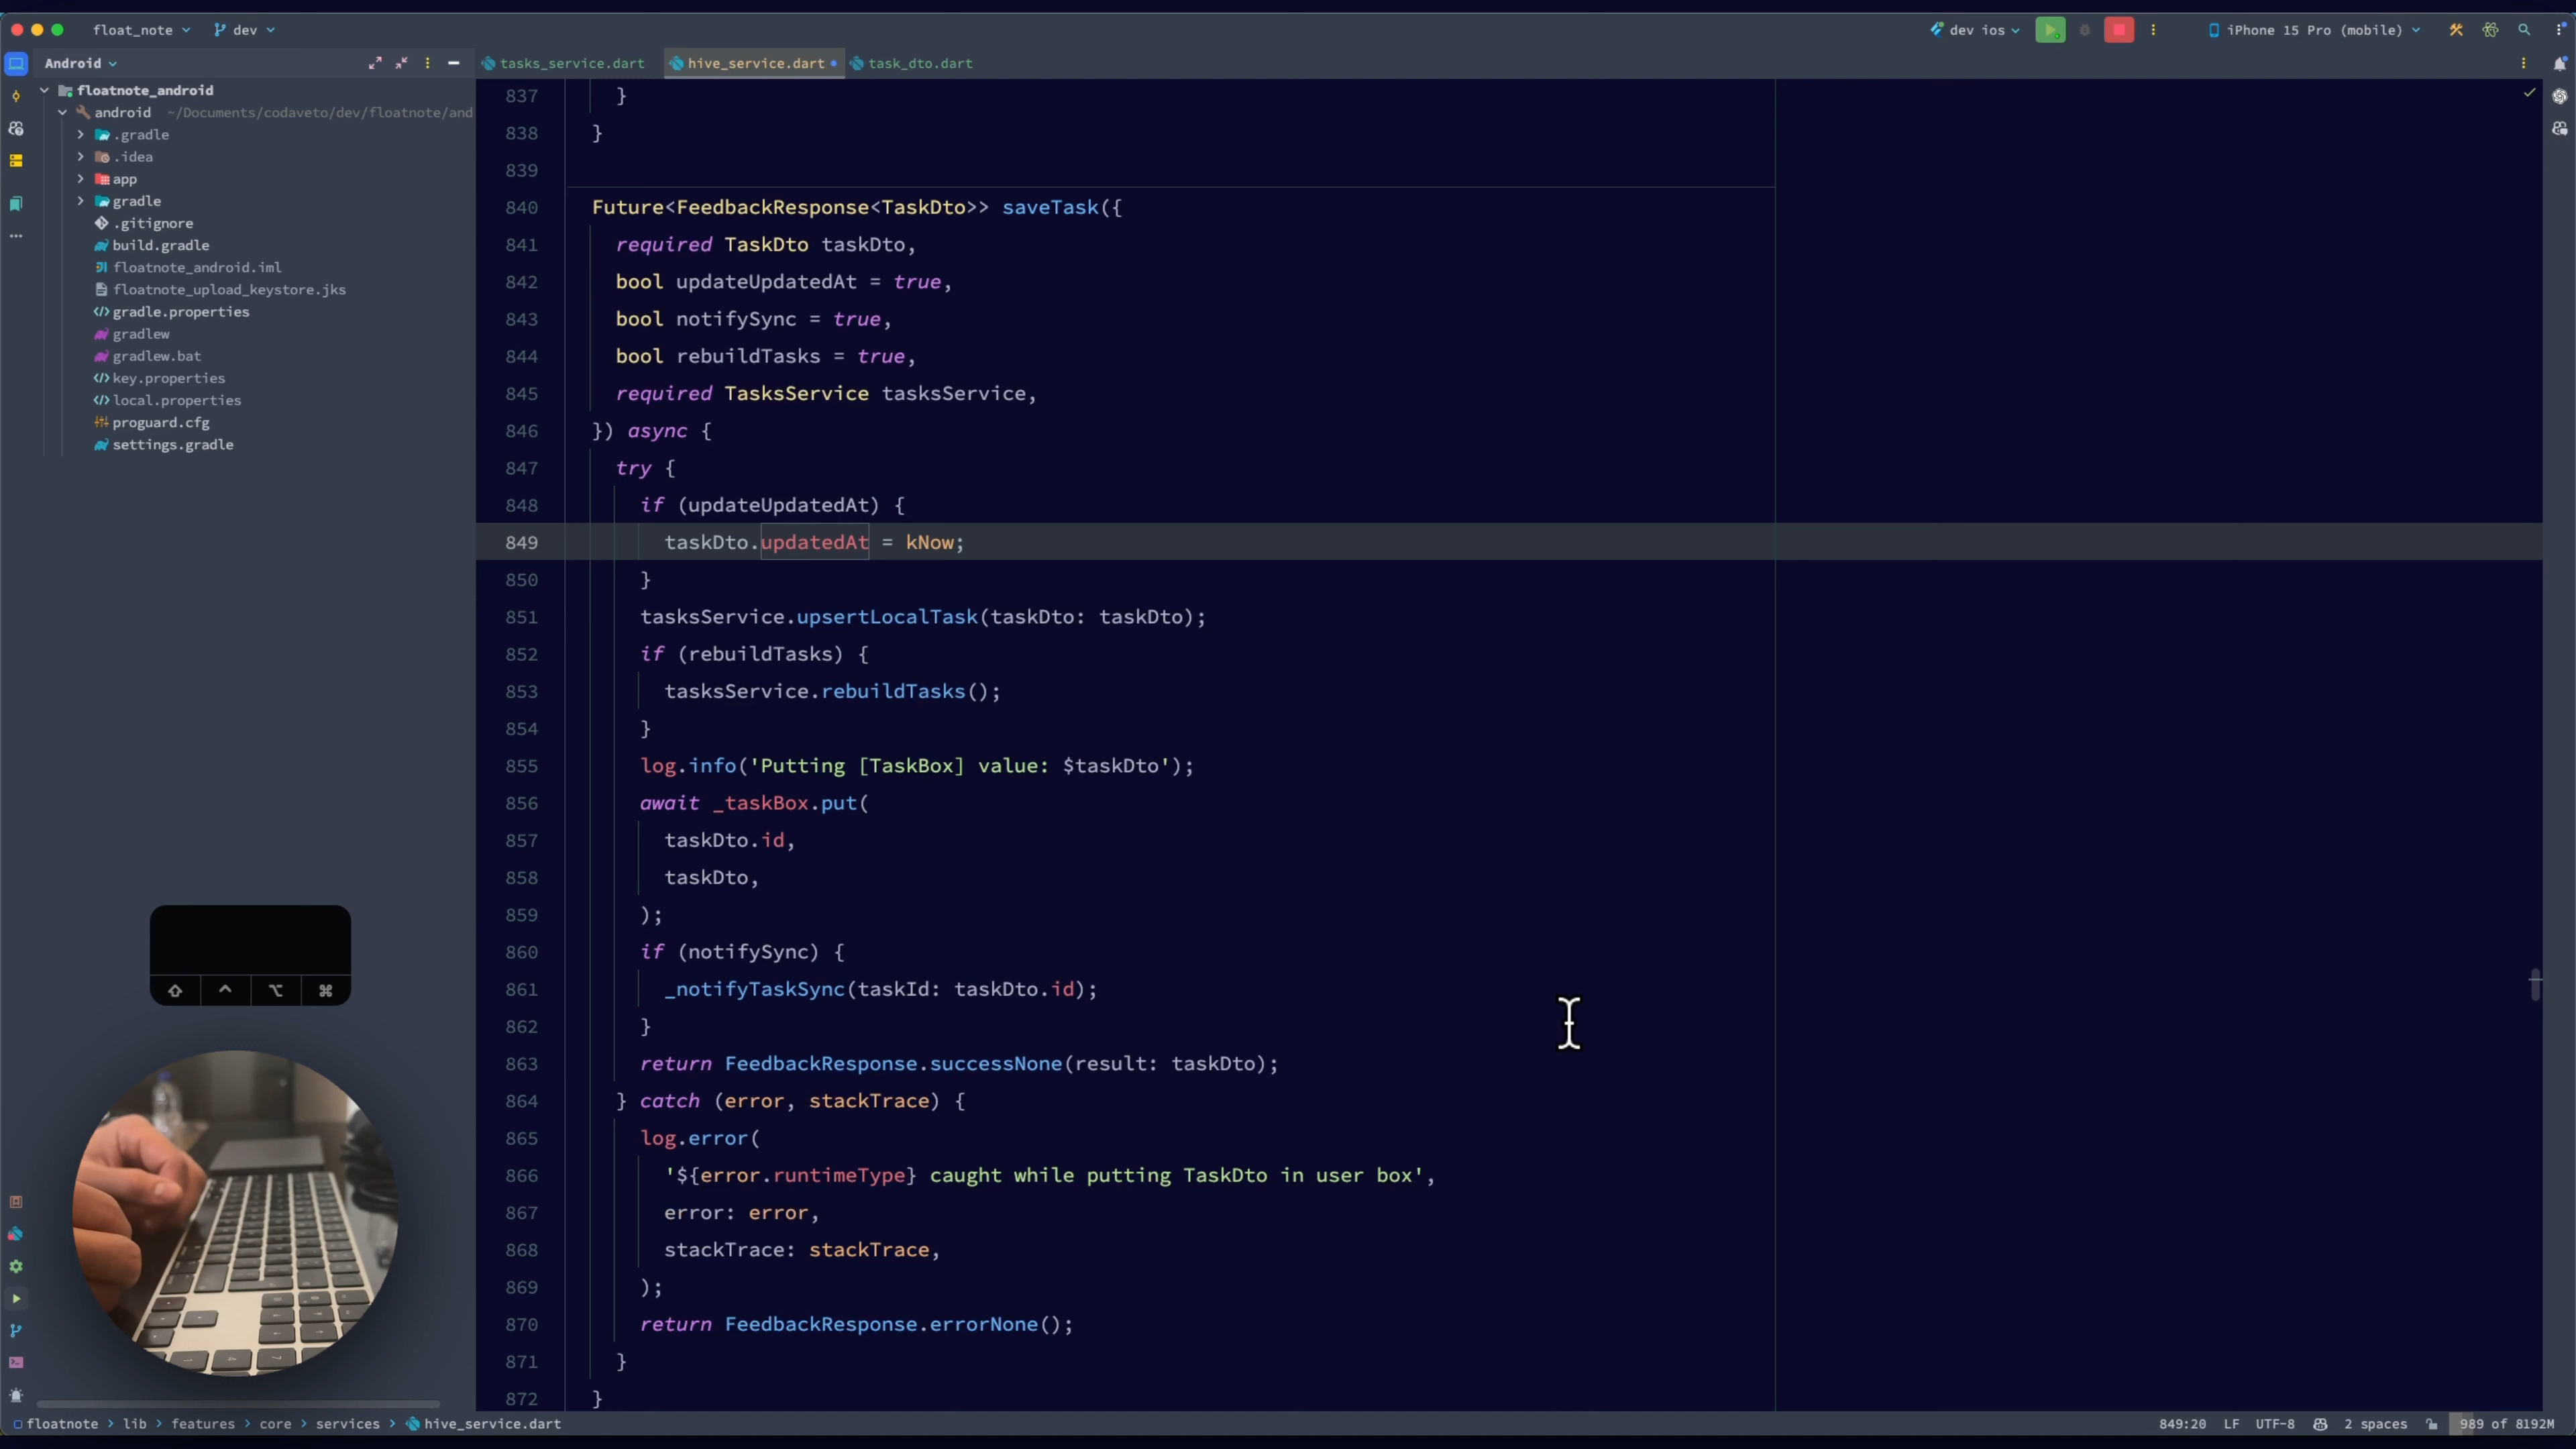 float_note
dev
dev ios
iPhone 15 Pro (mobile)
Android
tasks_service.dart
hive_service.dart
task_dto.dart
floatnote_android
android ~/Documents/codaveto/dev/floatnote/and
.gradle
.idea
app
gradle
.gitignore
build.gradle
floatnote_android.iml
floatnote_upload_keystore.jks
gradle.properties
gradlew
gradlew.bat
key.properties
local.properties
proguard.cfg
settings.gradle
837 }
838 }
839
840 Future<FeedbackResponse<TaskDto>> saveTask({
841 required TaskDto taskDto,
842 bool updateUpdatedAt = true,
843 bool notifySync = true,
844 bool rebuildTasks = true,
845 required TasksService tasksService,
846 }) async {
847 try {
848 if (updateUpdatedAt) {
849 taskDto.updatedAt = kNow;
850 }
851 tasksService.upsertLocalTask(taskDto: taskDto);
852 if (rebuildTasks) {
853 tasksService.rebuildTasks();
854 }
855 log.info('Putting [TaskBox] value: $taskDto');
856 await _taskBox.put(
857 taskDto.id,
858 taskDto,
859 );
860 if (notifySync) {
861 _notifyTaskSync(taskId: taskDto.id);
862 }
863 return FeedbackResponse.successNone(result: taskDto);
864 } catch (error, stackTrace) {
865 log.error(
866 '${error.runtimeType} caught while putting TaskDto in user box',
867 error: error,
868 stackTrace: stackTrace,
869 );
870 return FeedbackResponse.errorNone();
871 }
872 }
floatnote > lib > features > core > services > hive_service.dart
849:20 LF UTF-8 2 spaces 989 of 8192M